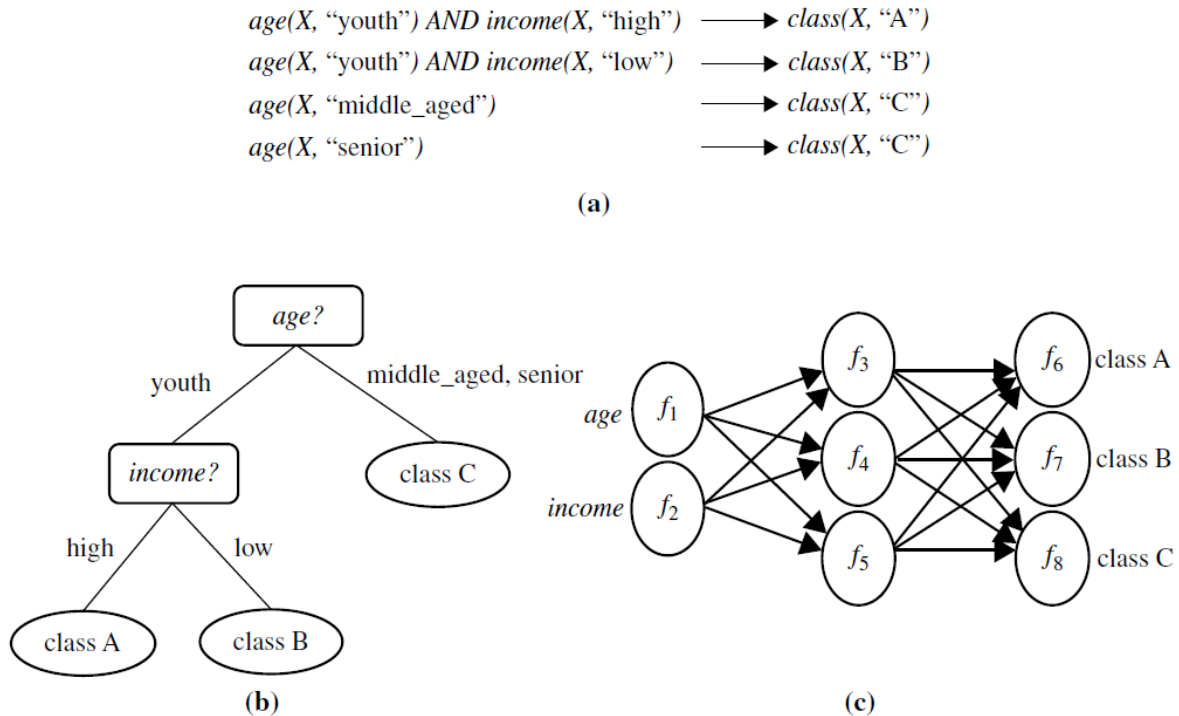 age(X, “youth”) AND income(X, “high”) class(X, “A”)
age(X, “youth”) AND income(X, “low”) class(X, “B”)
age(X, “middle_aged”) class(X, “C”)
age(X, “senior”) class(X, “C”)
(a)
age?
youth
middle_aged, senior
income?
class C
high
low
class A
class B
(b)
age
income
f1
f2
f3
f4
f5
f6
f7
f8
class A
class B
class C
(c)